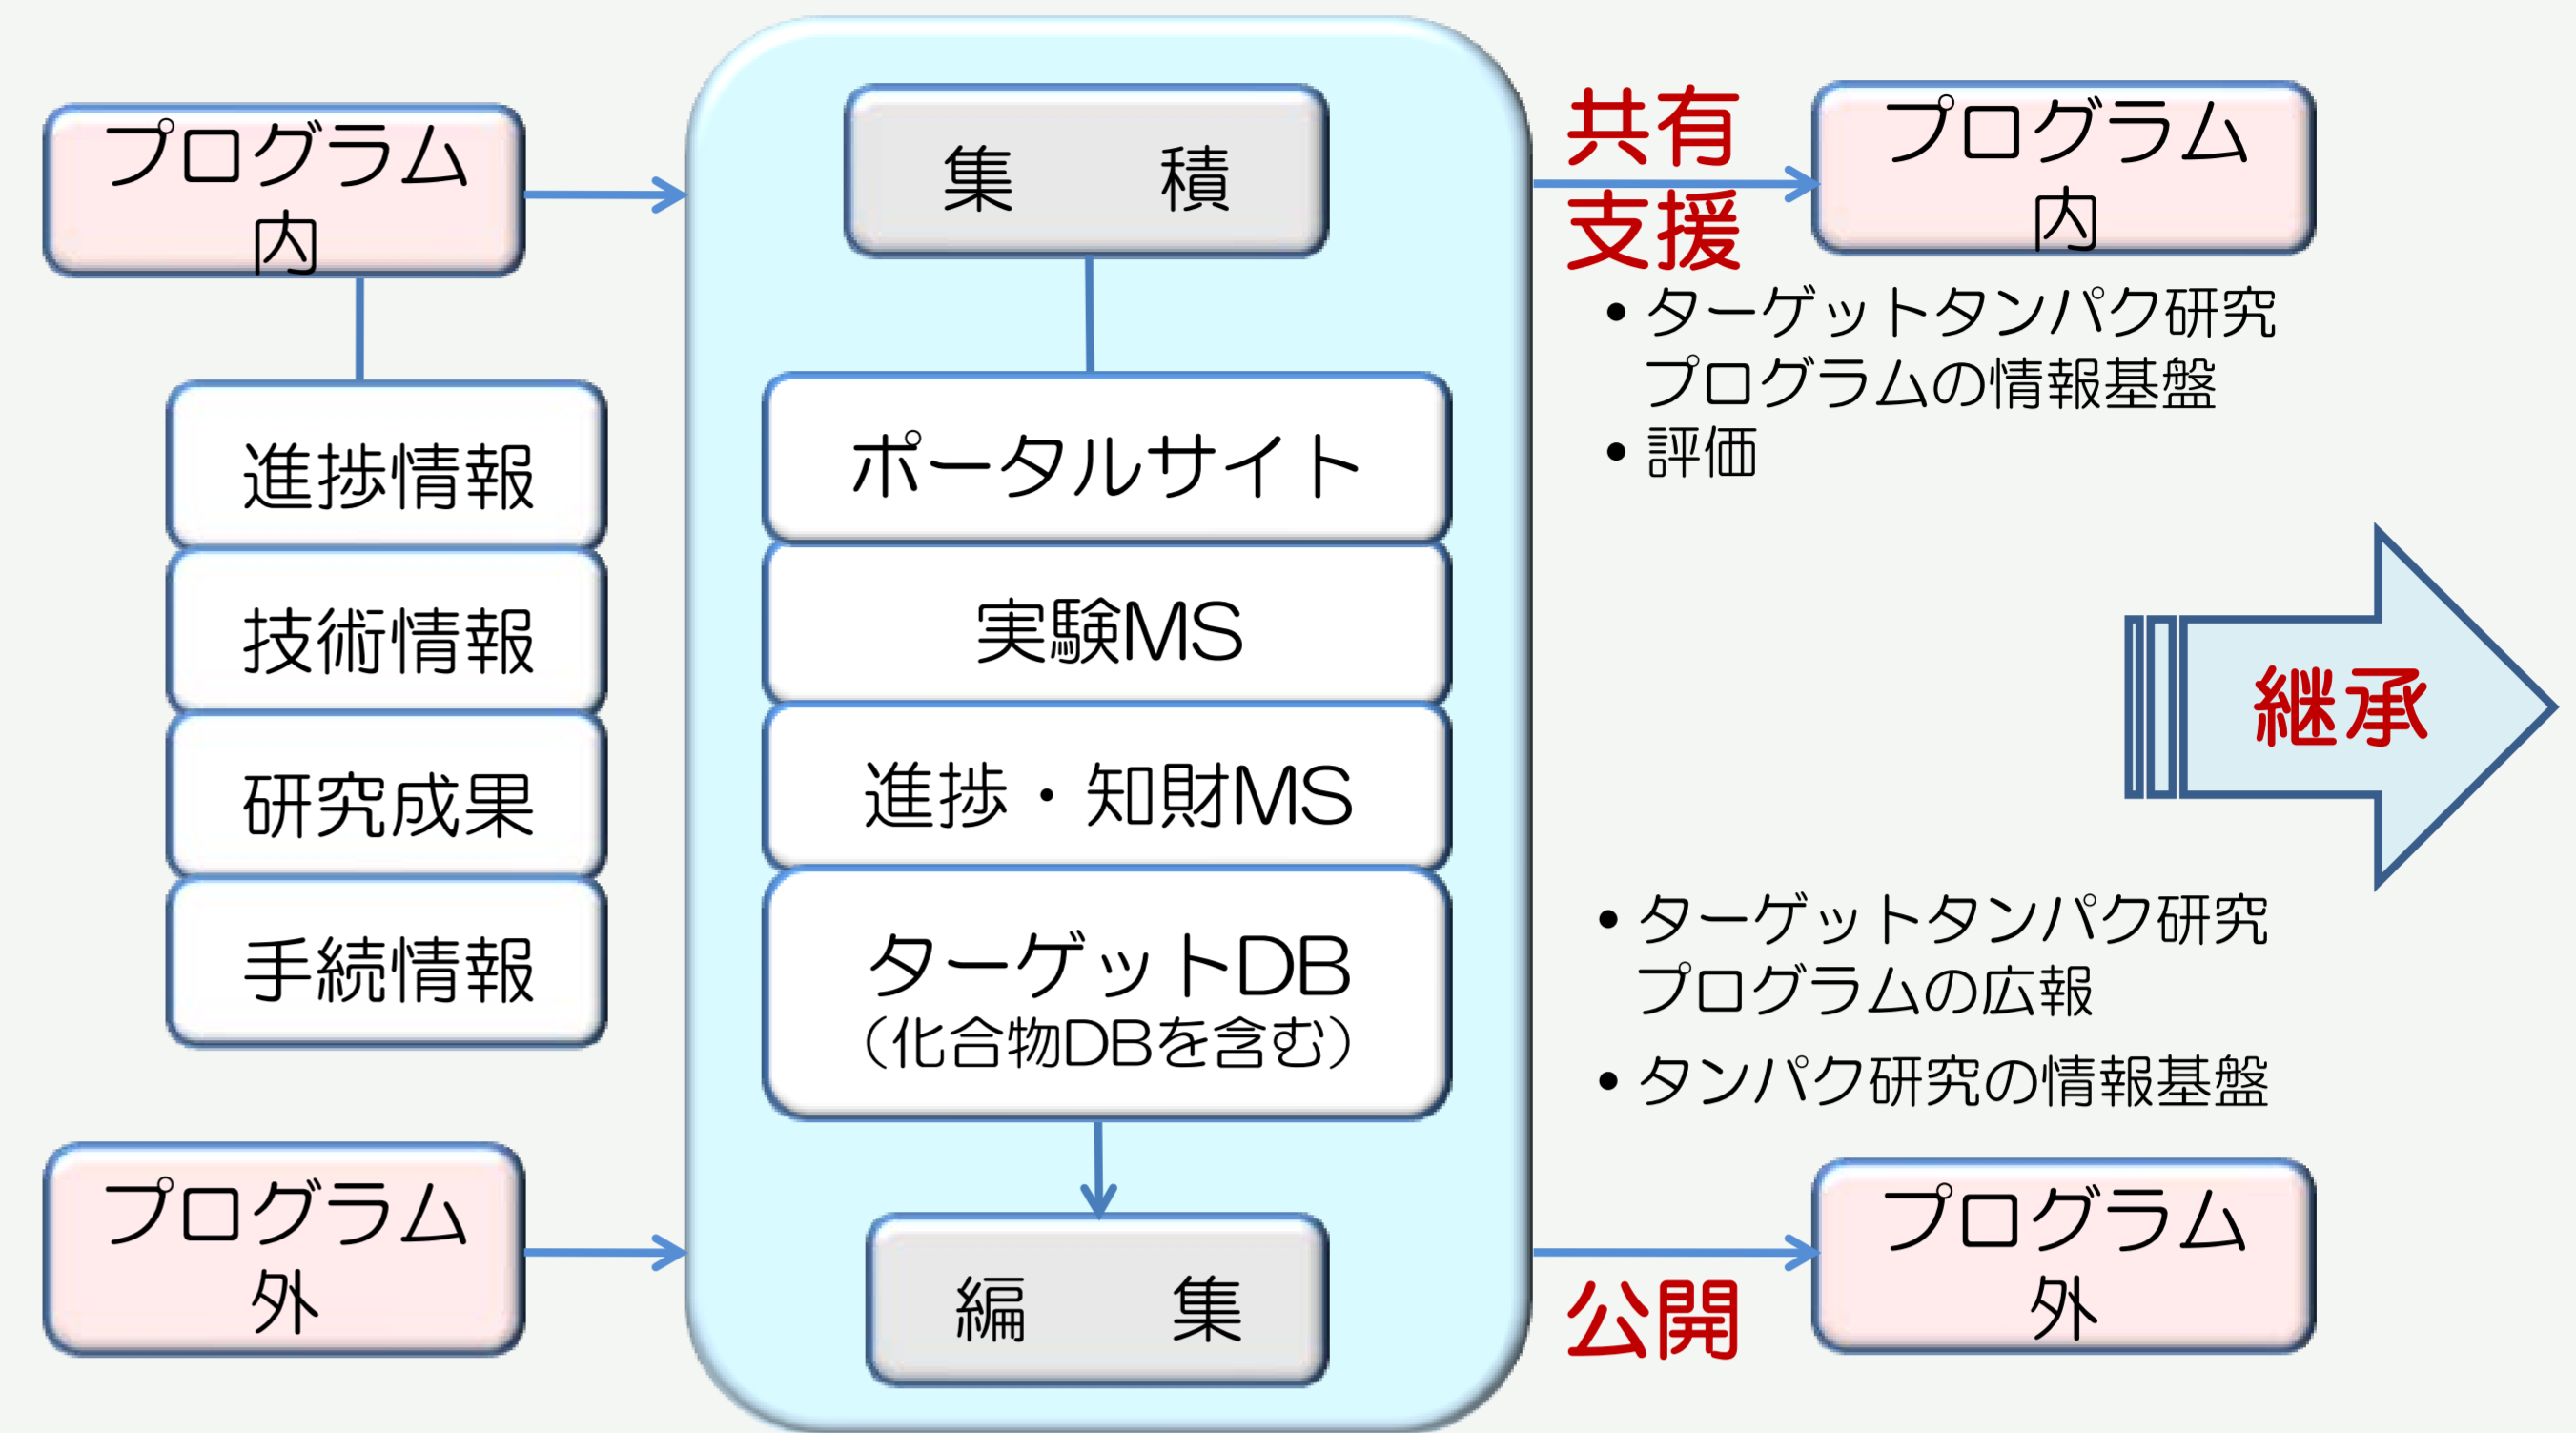 プログラム
内
進捗情報
技術情報
研究成果
手続情報
プログラム
外
集　積
ポータルサイト
実験MS
進捗・知財MS
ターゲットDB
（化合物DBを含む）
編　集
共有
支援
プログラム
内
• ターゲットタンパク研究
プログラムの情報基盤
• 評価
継承
• ターゲットタンパク研究
プログラムの広報
• タンパク研究の情報基盤
公開
プログラム
外